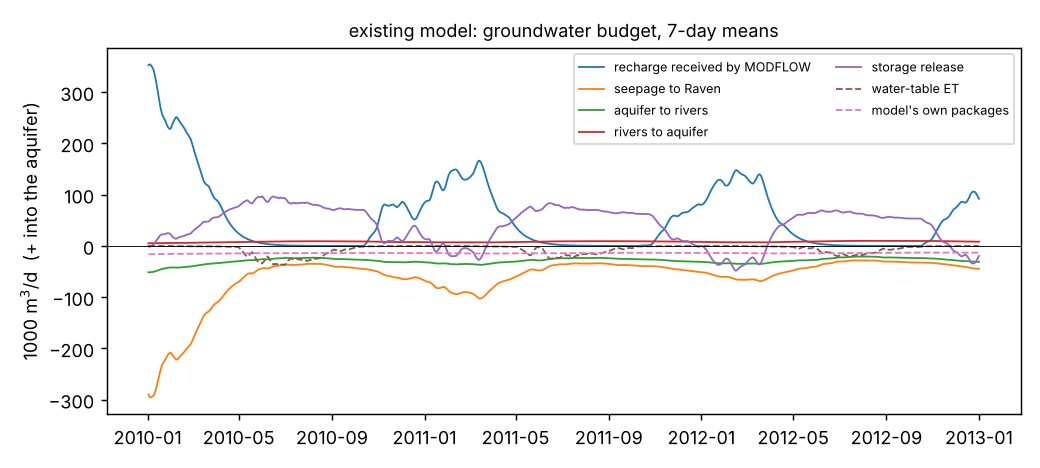 existing model: groundwater budget, 7-day means
1000 m³/d (+ into the aquifer)
300
200
100
0
−100
−200
−300
recharge received by MODFLOW
seepage to Raven
aquifer to rivers
rivers to aquifer
storage release
water-table ET
model's own packages
2010-01 2010-05 2010-09 2011-01 2011-05 2011-09 2012-01 2012-05 2012-09 2013-01